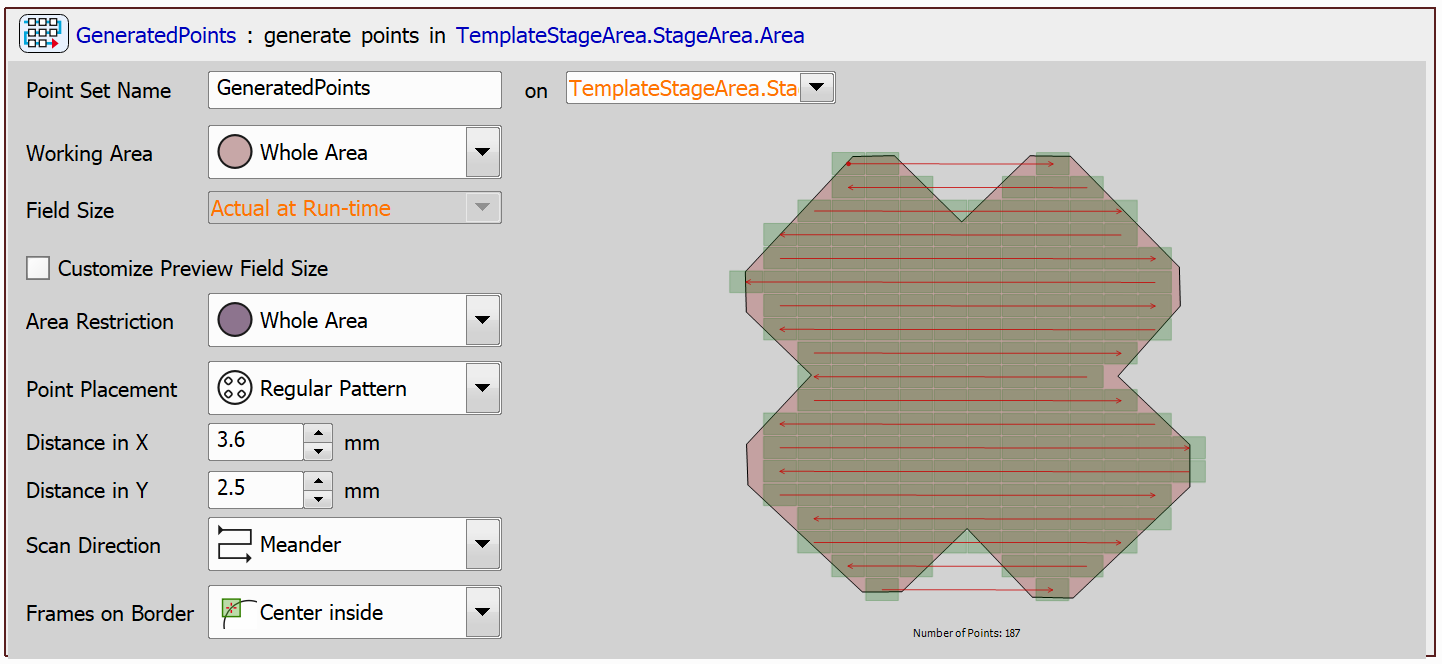 GeneratedPoints : generate points in TemplateStageArea.StageArea.Area
Point Set Name GeneratedPoints on TemplateStageArea.Sta
Working Area Whole Area
Field Size Actual at Run-time
Customize Preview Field Size
Area Restriction Whole Area
Point Placement Regular Pattern
Distance in X 3.6 mm
Distance in Y 2.5 mm
Scan Direction Meander
Frames on Border Center inside
Number of Points: 187